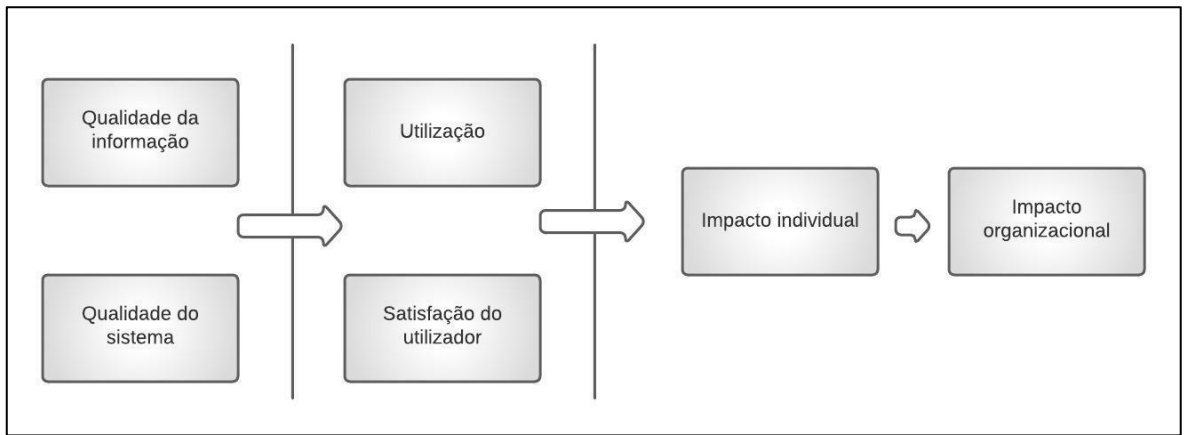 Qualidade da
informação
Qualidade do
sistema
Utilização
Satisfação do
utilizador
Impacto individual
Impacto
organizacional